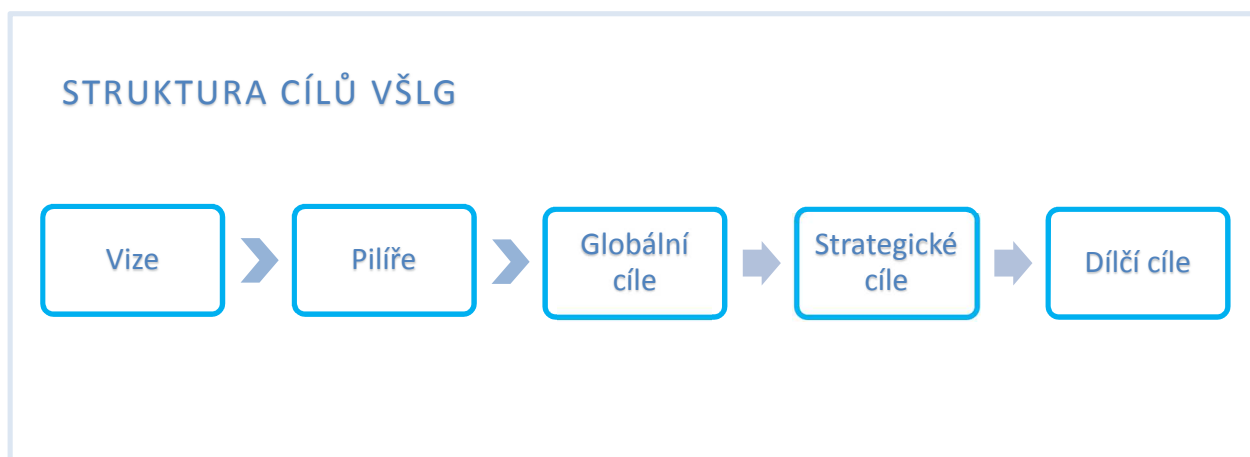 STRUKTURA CÍLŮ VŠLG
Vize
Pilíře
Globální
cíle
Strategické
cíle
Dílčí cíle